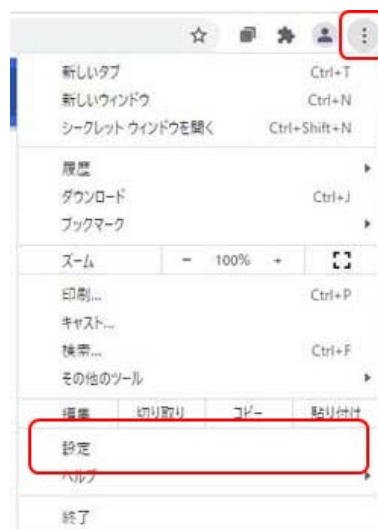 新しいタブ Ctrl+T
新しいウィンドウ Ctrl+N
シークレット ウィンドウを開く Ctrl+Shift+N
履歴
ダウンロード Ctrl+J
ブックマーク
ズーム - 100% +
印刷... Ctrl+P
キャスト...
検索... Ctrl+F
その他のツール
編集 切り取り コピー 貼り付け
設定
ヘルプ
終了